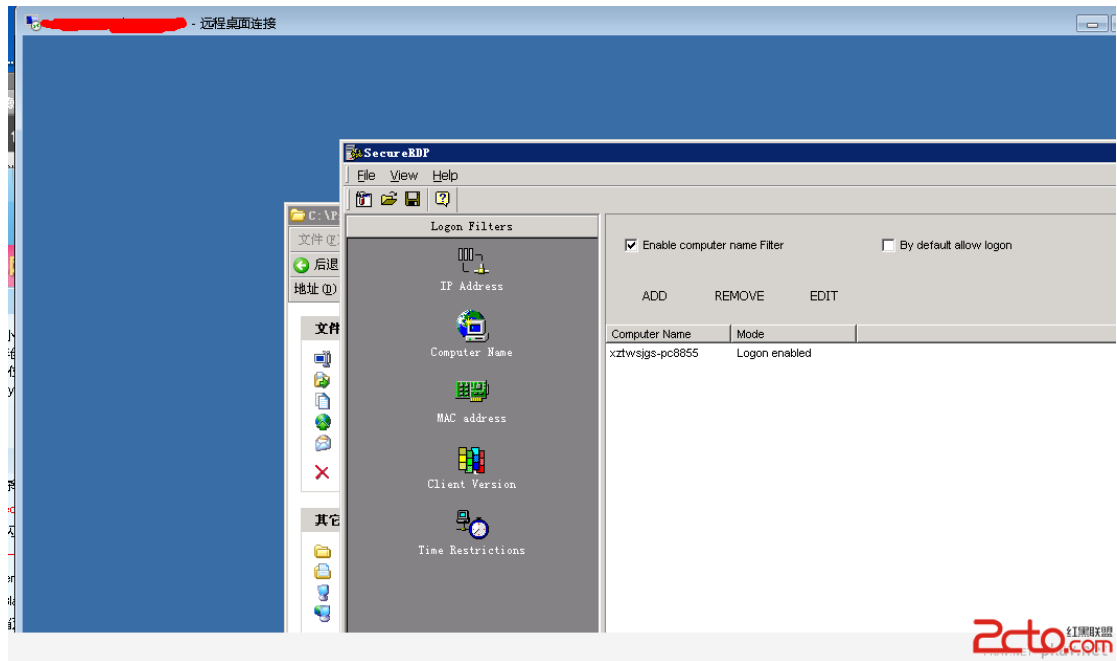 - 远程桌面连接
SecureRDP
File View Help
C:\P
文件(F)
后退
地址(D)
文件
其它
Logon Filters
IP Address
Computer Name
MAC address
Client Version
Time Restrictions
Enable computer name Filter
By default allow logon
ADD REMOVE EDIT
Computer Name Mode
xztwsjgs-pc8855 Logon enabled
2cto.com
红黑联盟